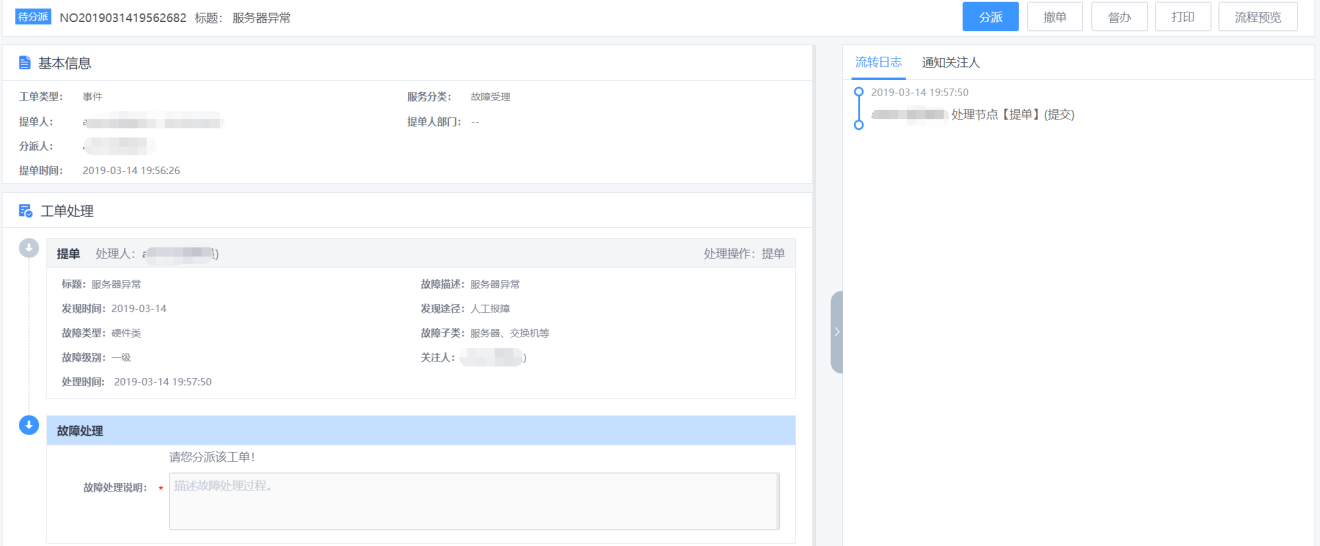 待分派 NO2019031419562682 标题： 服务器异常
分派 撤单 督办 打印 流程预览
基本信息
工单类型： 事件 服务分类： 故障受理
提单人： 提单人部门： --
分派人：
提单时间： 2019-03-14 19:56:26
工单处理
提单 处理人： 处理操作：提单
标题：服务器异常 故障描述：服务器异常
发现时间：2019-03-14 发现途径：人工报障
故障类型：硬件类 故障子类：服务器、交换机等
故障级别：一级 关注人： )
处理时间： 2019-03-14 19:57:50
故障处理
请您分派该工单！
故障处理说明： * 描述故障处理过程。
流转日志 通知关注人
2019-03-14 19:57:50
处理节点【提单】(提交)